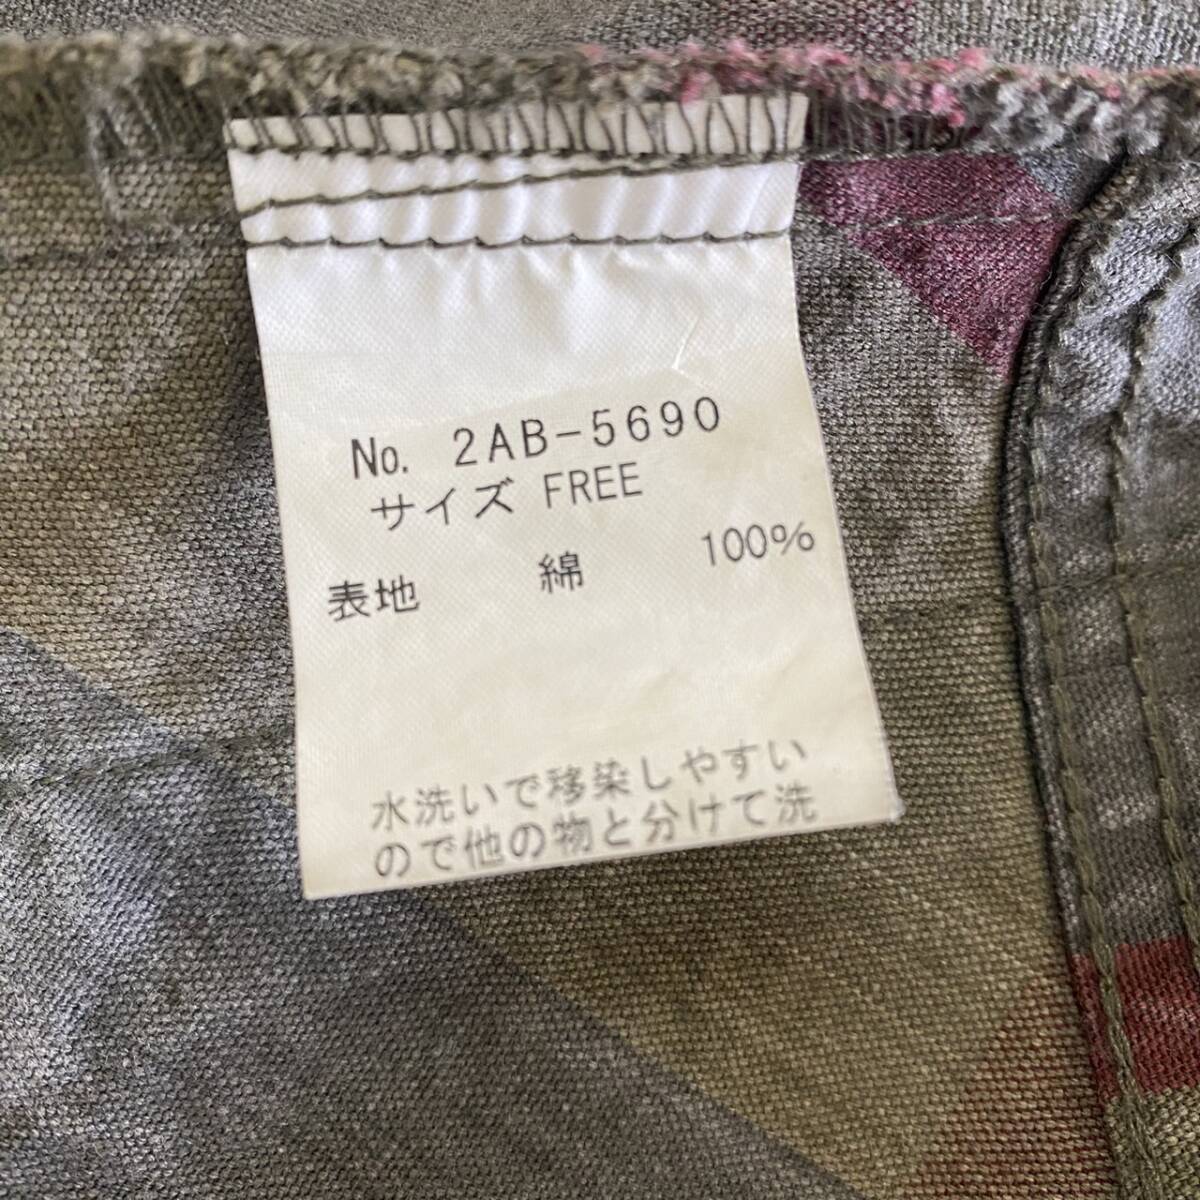 No. 2AB-5690
サイズ FREE
表地 綿 100%
水洗いで移染しやすい
ので他の物と分けて洗